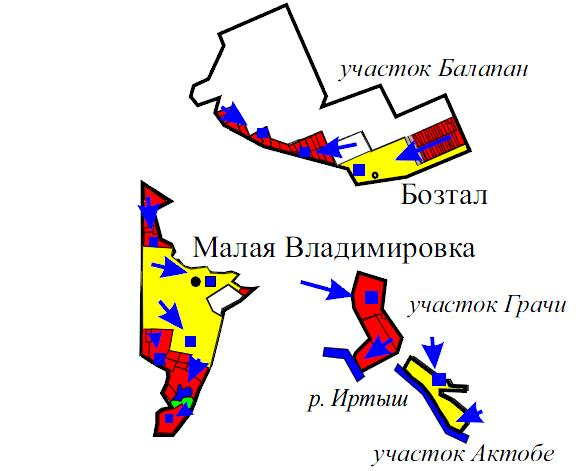 участок Балапан
Бозтал
Малая Владимировка
участок Грачи
р. Иртыш
участок Актобе